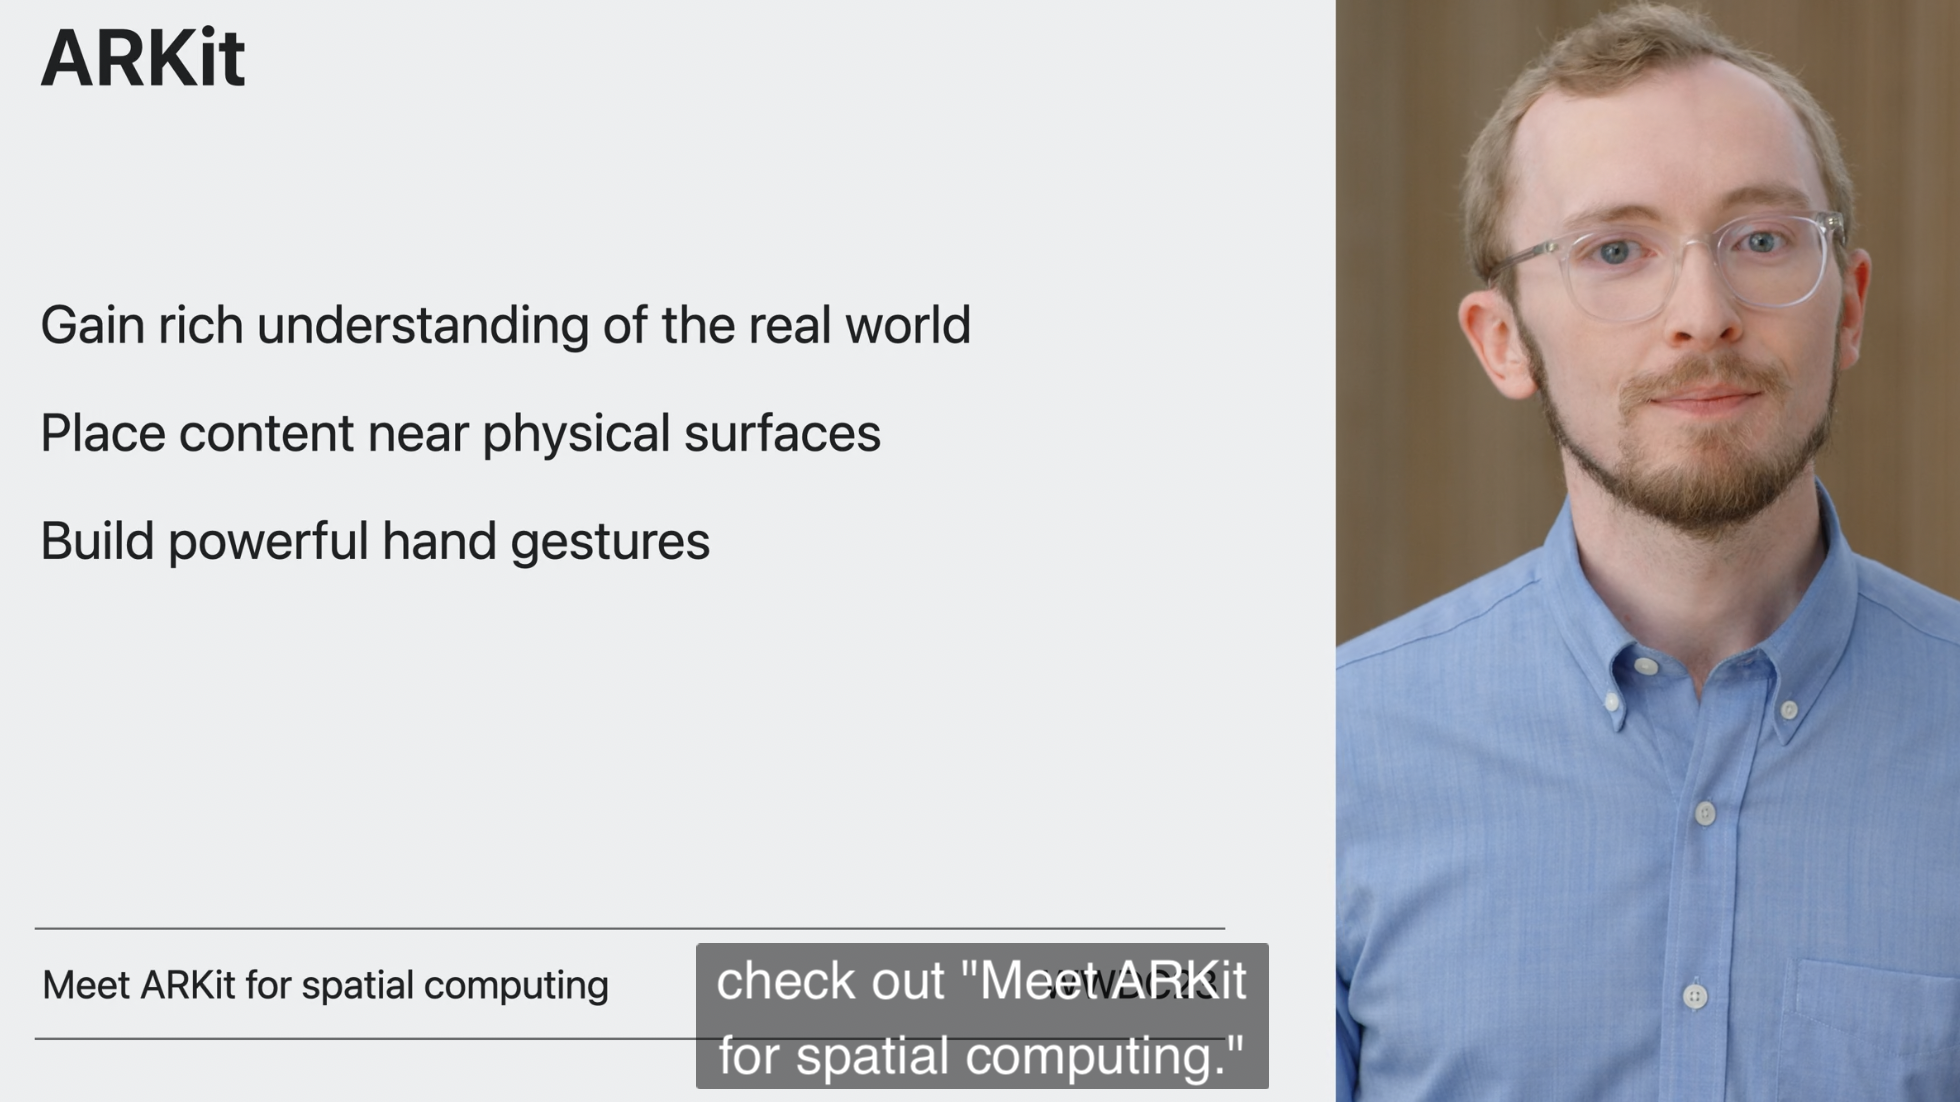 ARKit
Gain rich understanding of the real world
Place content near physical surfaces
Build powerful hand gestures
Meet ARKit for spatial computing
WWDC23
check out "Meet ARKit
for spatial computing."